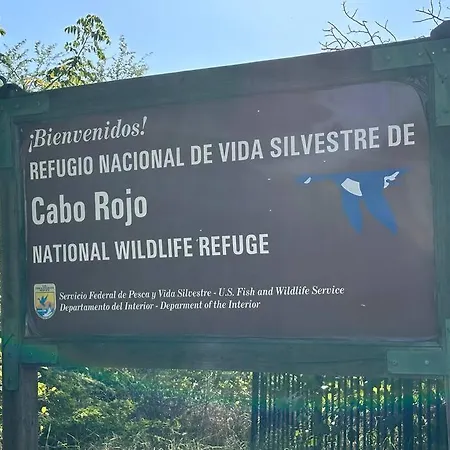 ¡Bienvenidos!
REFUGIO NACIONAL DE VIDA SILVESTRE DE
Cabo Rojo
NATIONAL WILDLIFE REFUGE
Servicio Federal de Pesca y Vida Silvestre - U.S. Fish and Wildlife Service
Departamento del Interior - Deparment of the Interior